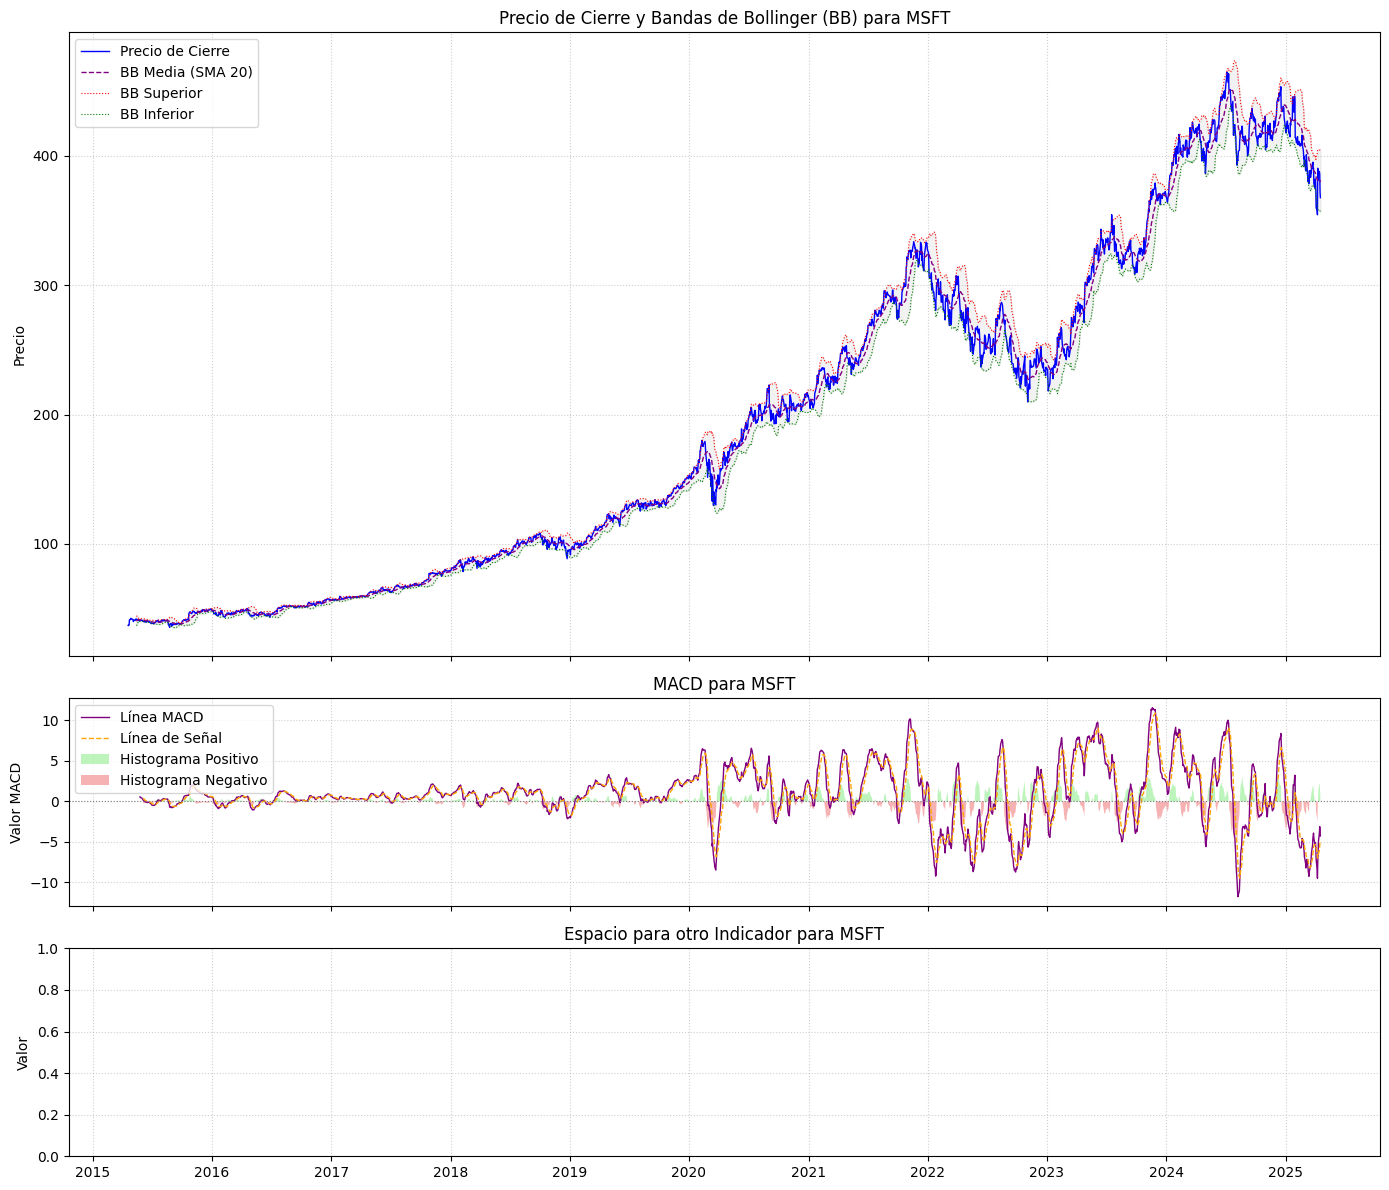 Precio de Cierre y Bandas de Bollinger (BB) para MSFT
Precio de Cierre
BB Media (SMA 20)
BB Superior
BB Inferior
Precio
400
300
200
100
MACD para MSFT
Línea MACD
Línea de Señal
Histograma Positivo
Histograma Negativo
Valor MACD
10
5
0
−5
−10
Espacio para otro Indicador para MSFT
Valor
1.0
0.8
0.6
0.4
0.2
0.0
2015 2016 2017 2018 2019 2020 2021 2022 2023 2024 2025